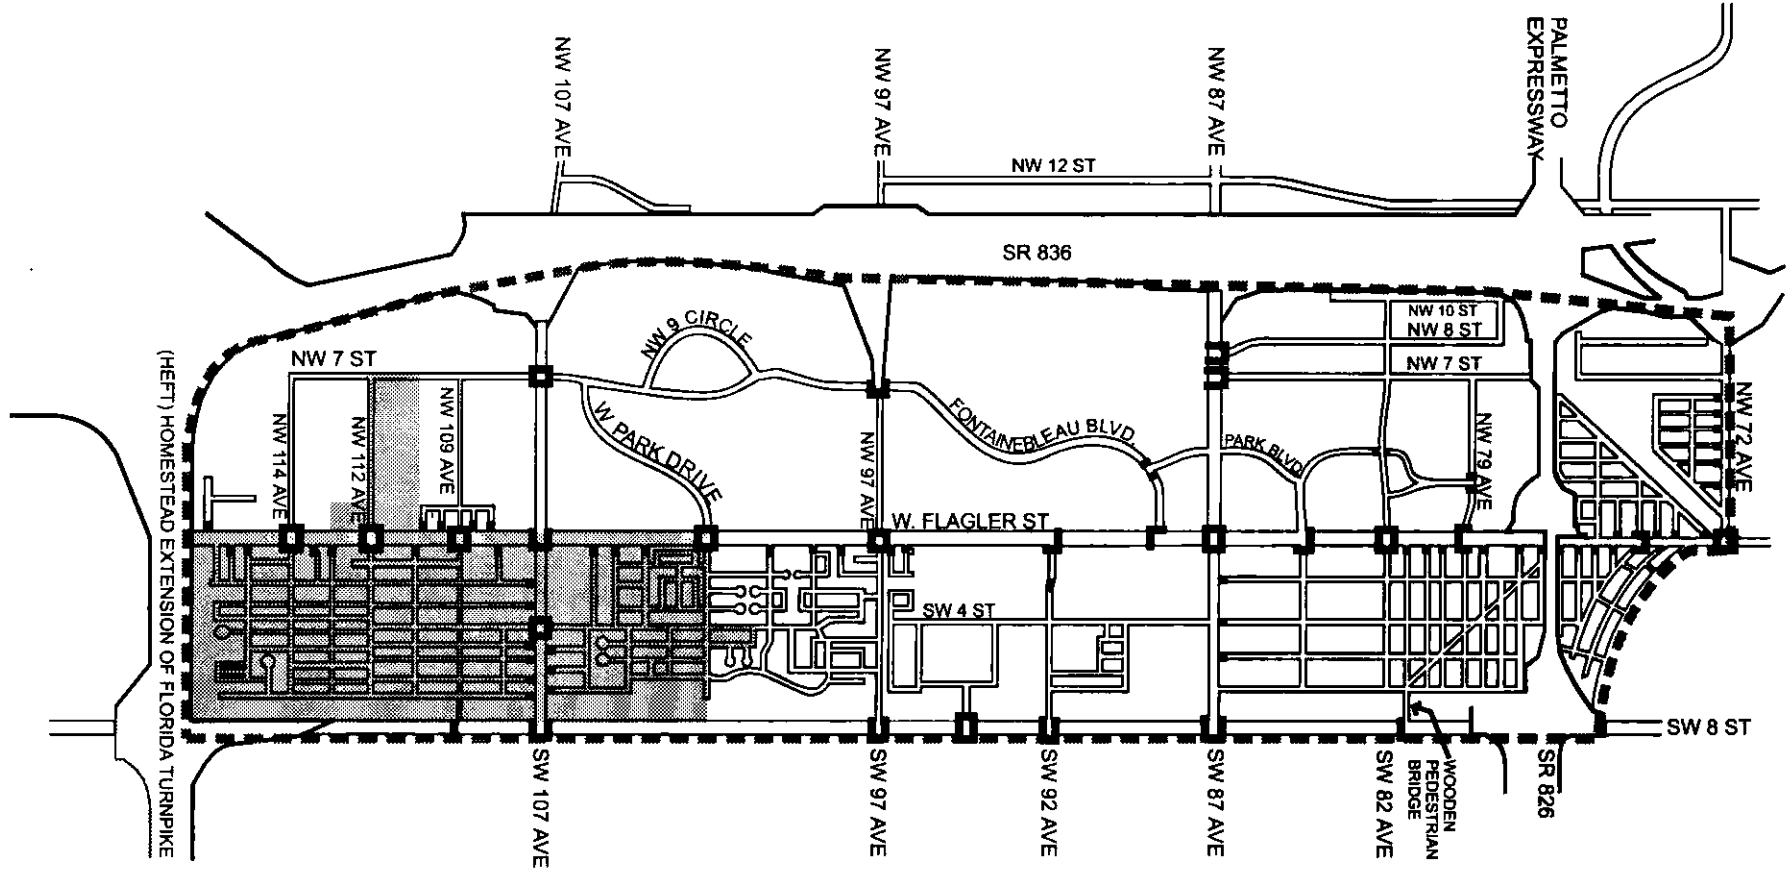 NW 107 AVE
NW 97 AVE
NW 87 AVE
PALMETTO
EXPRESSWAY
NW 12 ST
SR 836
NW 10 ST
NW 8 ST
NW 7 ST
NW 9 CIRCLE
NW 7 ST
NW 72 AVE
NW 114 AVE
NW 112 AVE
NW 109 AVE
W PARK DRIVE
NW 97 AVE
FONTAINEBLEAU BLVD.
PARK BLVD.
NW 79 AVE
W. FLAGLER ST
SW 4 ST
(HEFT) HOMESTEAD EXTENSION OF FLORIDA TURNPIKE
SW 8 ST
SW 107 AVE
SW 97 AVE
SW 92 AVE
SW 87 AVE
SW 82 AVE
WOODEN
PEDESTRIAN
BRIDGE
SR 826